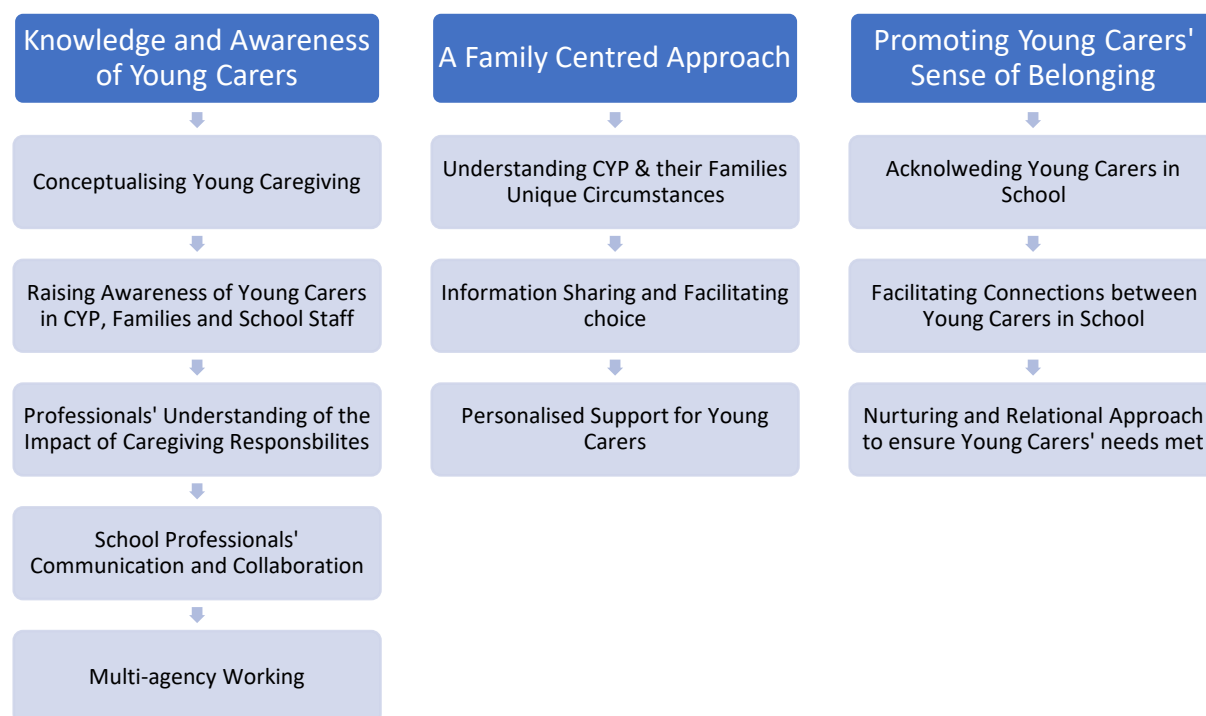 Knowledge and Awareness
of Young Carers
Conceptualising Young Caregiving
Raising Awareness of Young Carers
in CYP, Families and School Staff
Professionals' Understanding of the
Impact of Caregiving Responsbilites
School Professionals'
Communication and Collaboration
Multi-agency Working
A Family Centred Approach
Understanding CYP & their Families
Unique Circumstances
Information Sharing and Facilitating
choice
Personalised Support for Young
Carers
Promoting Young Carers'
Sense of Belonging
Acknolweding Young Carers in
School
Facilitating Connections between
Young Carers in School
Nurturing and Relational Approach
to ensure Young Carers' needs met